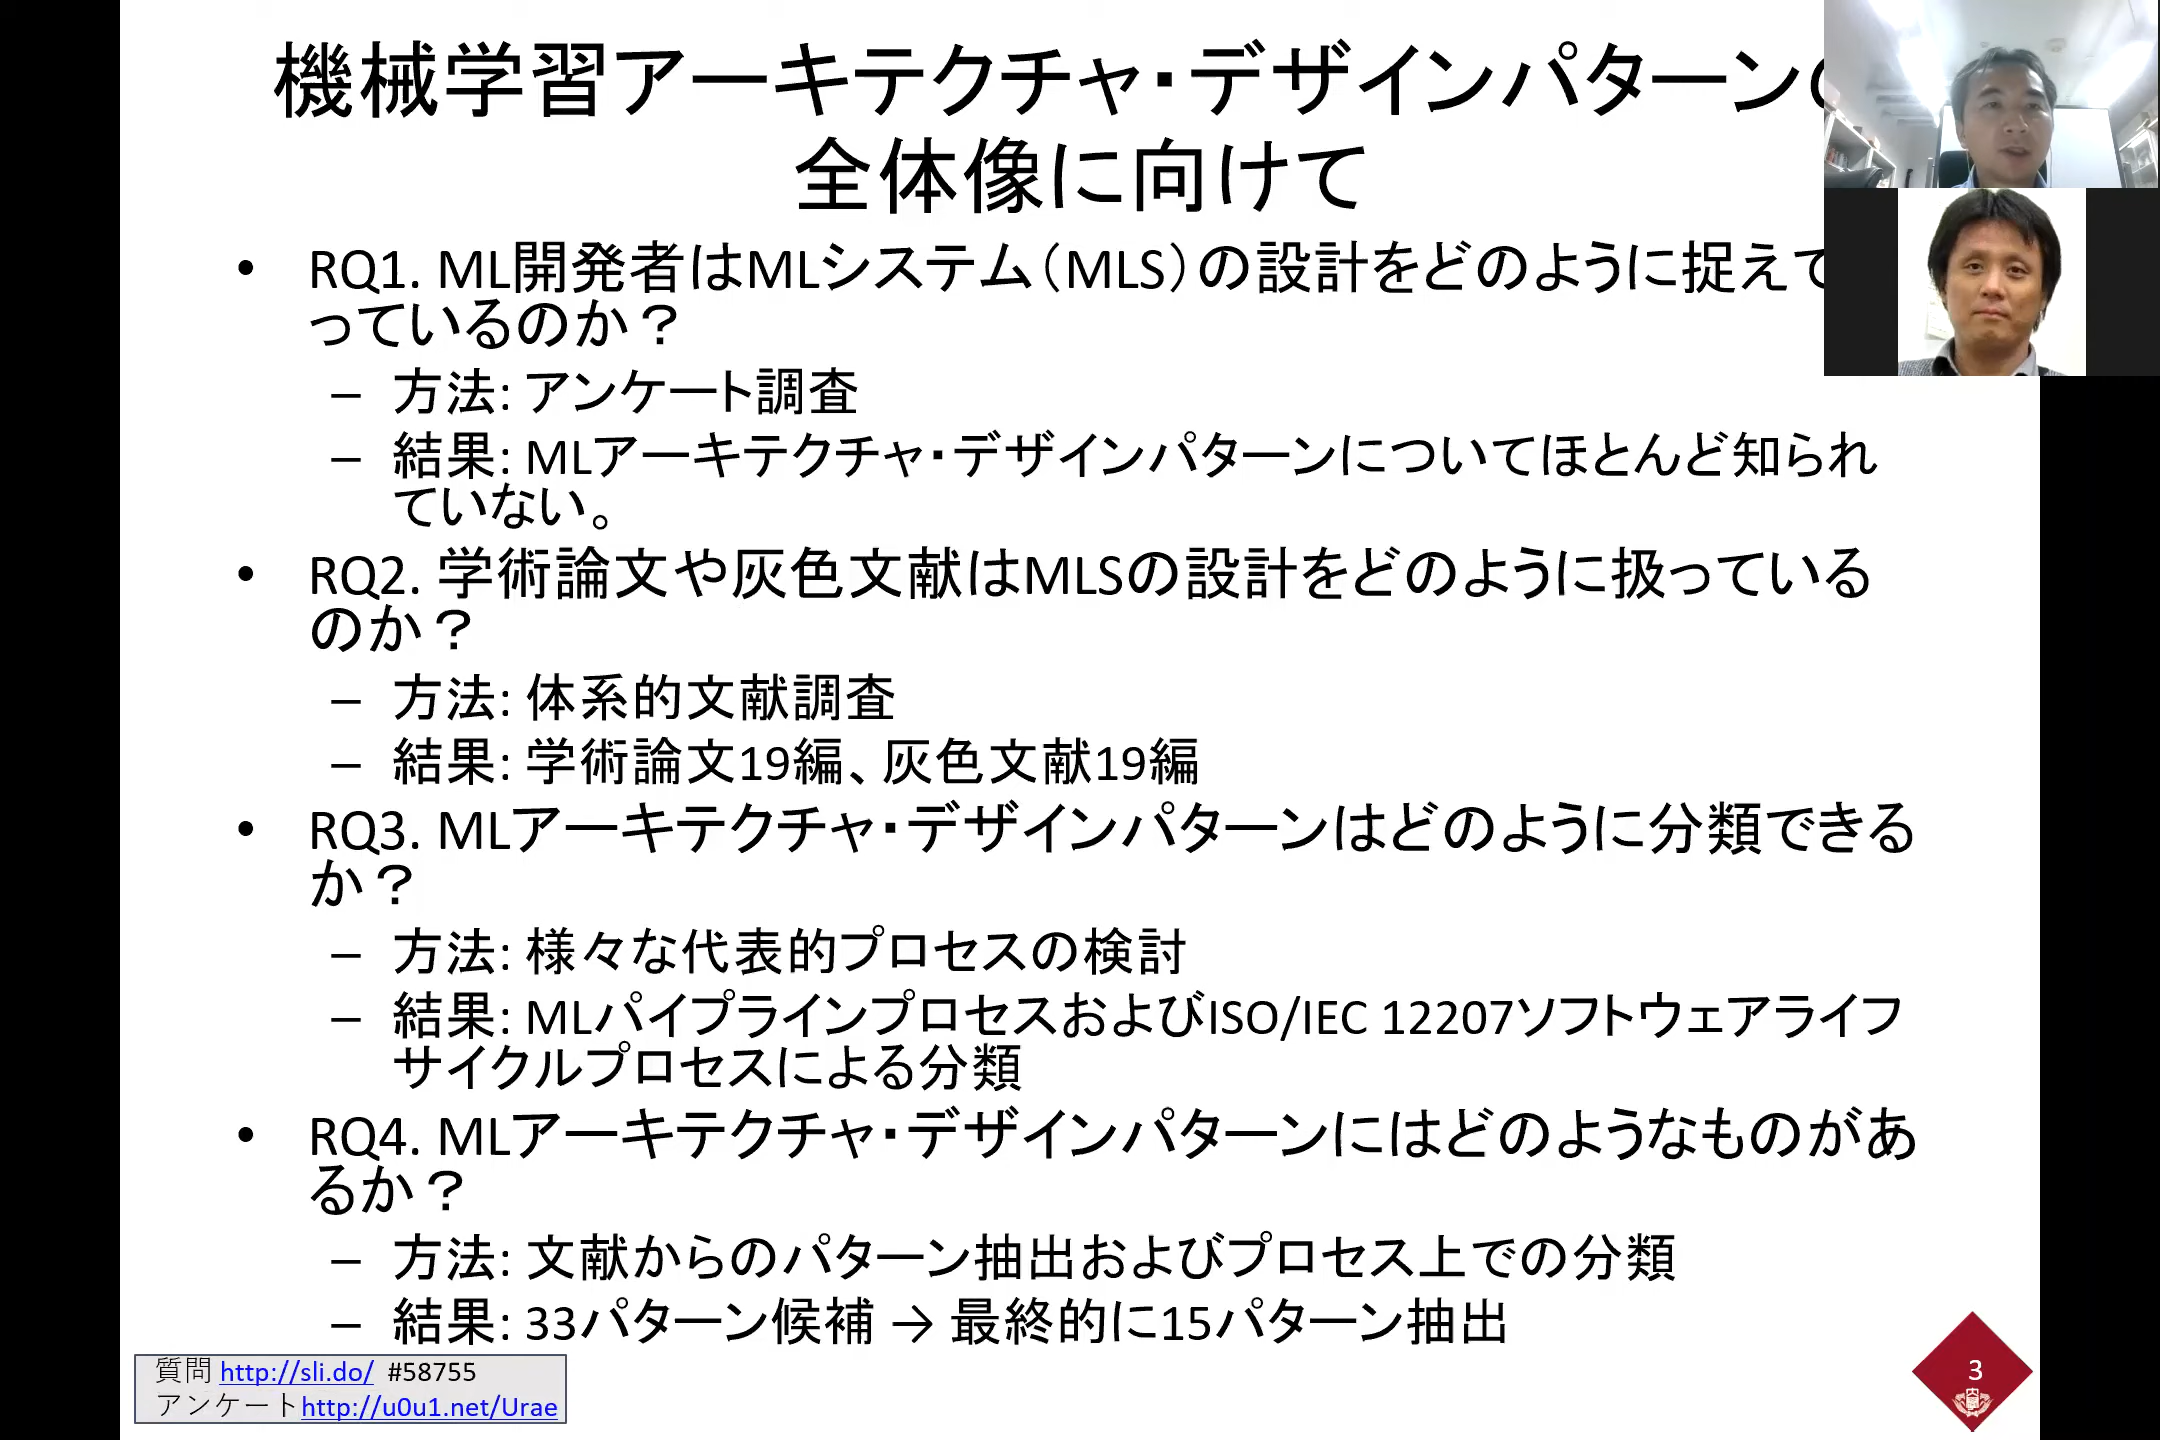 機械学習アーキテクチャ・デザインパターン
全体像に向けて
• RQ1. ML開発者はMLシステム（MLS）の設計をどのように捉えて
っているのか？
– 方法: アンケート調査
– 結果: MLアーキテクチャ・デザインパターンについてほとんど知られ
ていない。
• RQ2. 学術論文や灰色文献はMLSの設計をどのように扱っている
のか？
– 方法: 体系的文献調査
– 結果: 学術論文19編、灰色文献19編
• RQ3. MLアーキテクチャ・デザインパターンはどのように分類できる
か？
– 方法: 様々な代表的プロセスの検討
– 結果: MLパイプラインプロセスおよびISO/IEC 12207ソフトウェアライフ
サイクルプロセスによる分類
• RQ4. MLアーキテクチャ・デザインパターンにはどのようなものがあ
るか？
– 方法: 文献からのパターン抽出およびプロセス上での分類
– 結果: 33パターン候補 → 最終的に15パターン抽出
質問 http://sli.do/ #58755
アンケートhttp://u0u1.net/Urae
3